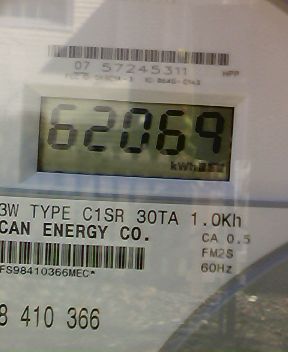 07 57245311 HPP
62069
kWh
3W TYPE C1SR 30TA 1.0Kh
CAN ENERGY CO.
CA 0.5
FM2S
60Hz
FS98410366MEC*
8 410 366